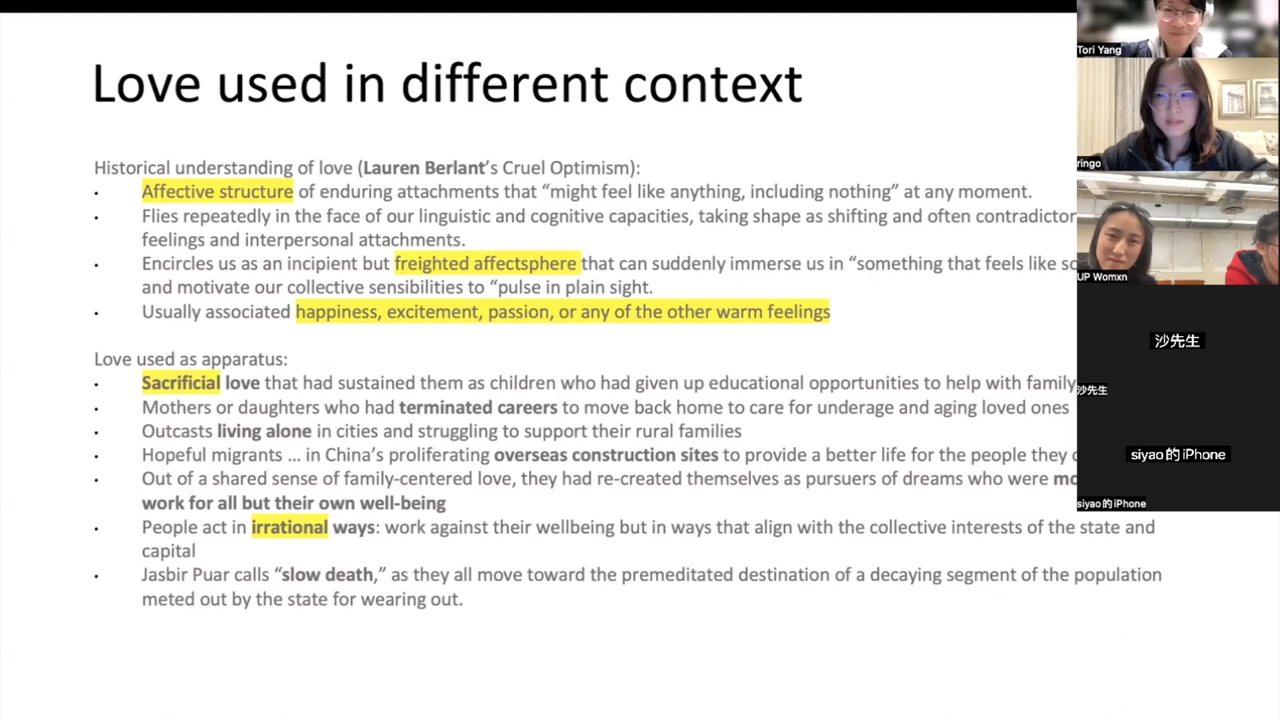 Love used in different context
Historical understanding of love (Lauren Berlant's Cruel Optimism):
• Affective structure of enduring attachments that “might feel like anything, including nothing” at any moment.
• Flies repeatedly in the face of our linguistic and cognitive capacities, taking shape as shifting and often contradictor
feelings and interpersonal attachments.
• Encircles us as an incipient but freighted affectsphere that can suddenly immerse us in “something that feels like
and motivate our collective sensibilities to “pulse in plain sight.
• Usually associated happiness, excitement, passion, or any of the other warm feelings
Love used as apparatus:
• Sacrificial love that had sustained them as children who had given up educational opportunities to help with family
• Mothers or daughters who had terminated careers to move back home to care for underage and aging loved ones
• Outcasts living alone in cities and struggling to support their rural families
• Hopeful migrants … in China's proliferating overseas construction sites to provide a better life for the people they
• Out of a shared sense of family-centered love, they had re-created themselves as pursuers of dreams who were
work for all but their own well-being
• People act in irrational ways: work against their wellbeing but in ways that align with the collective interests of the state and
capital
• Jasbir Puar calls “slow death,” as they all move toward the premeditated destination of a decaying segment of the population
meted out by the state for wearing out.
Tori Yang
ringo
UP Womxn
沙先生
沙先生
siyao的iPhone
siyao的iPhone